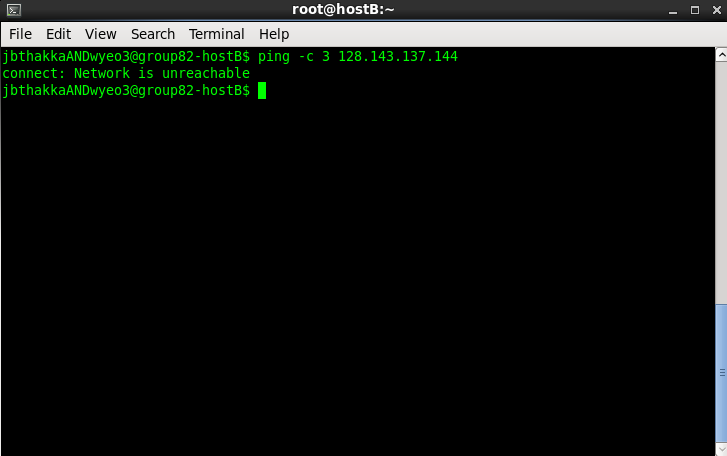 root@hostB:~
File Edit View Search Terminal Help
jbthakkaANDwyeo3@group82-hostB$ ping -c 3 128.143.137.144
connect: Network is unreachable
jbthakkaANDwyeo3@group82-hostB$